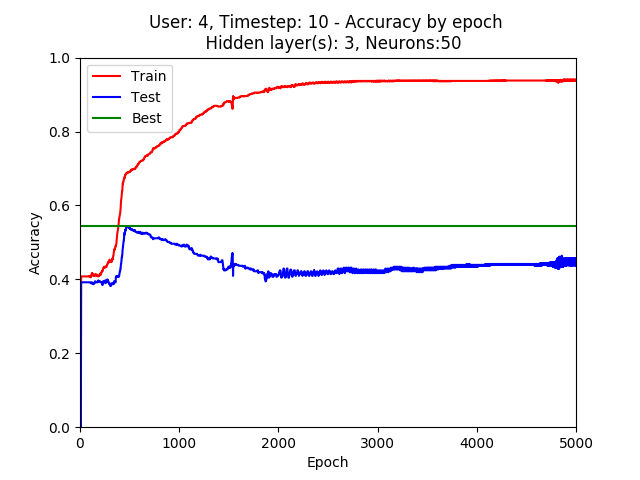 User: 4, Timestep: 10 - Accuracy by epoch
Hidden layer(s): 3, Neurons:50
1.0
0.8
0.6
0.4
0.2
0.0
Accuracy
Train
Test
Best
0 1000 2000 3000 4000 5000
Epoch